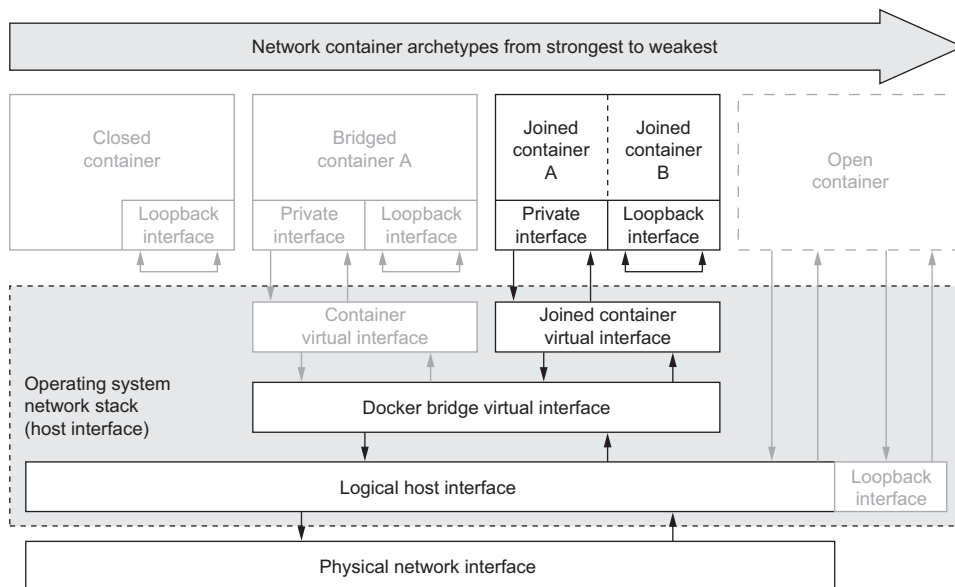 Network container archetypes from strongest to weakest
Closed
container
Loopback
interface
Bridged
container A
Private
interface
Loopback
interface
Joined
container
A
Joined
container
B
Private
interface
Loopback
interface
Open
container
Container
virtual interface
Joined container
virtual interface
Operating system
network stack
(host interface)
Docker bridge virtual interface
Logical host interface
Loopback
interface
Physical network interface